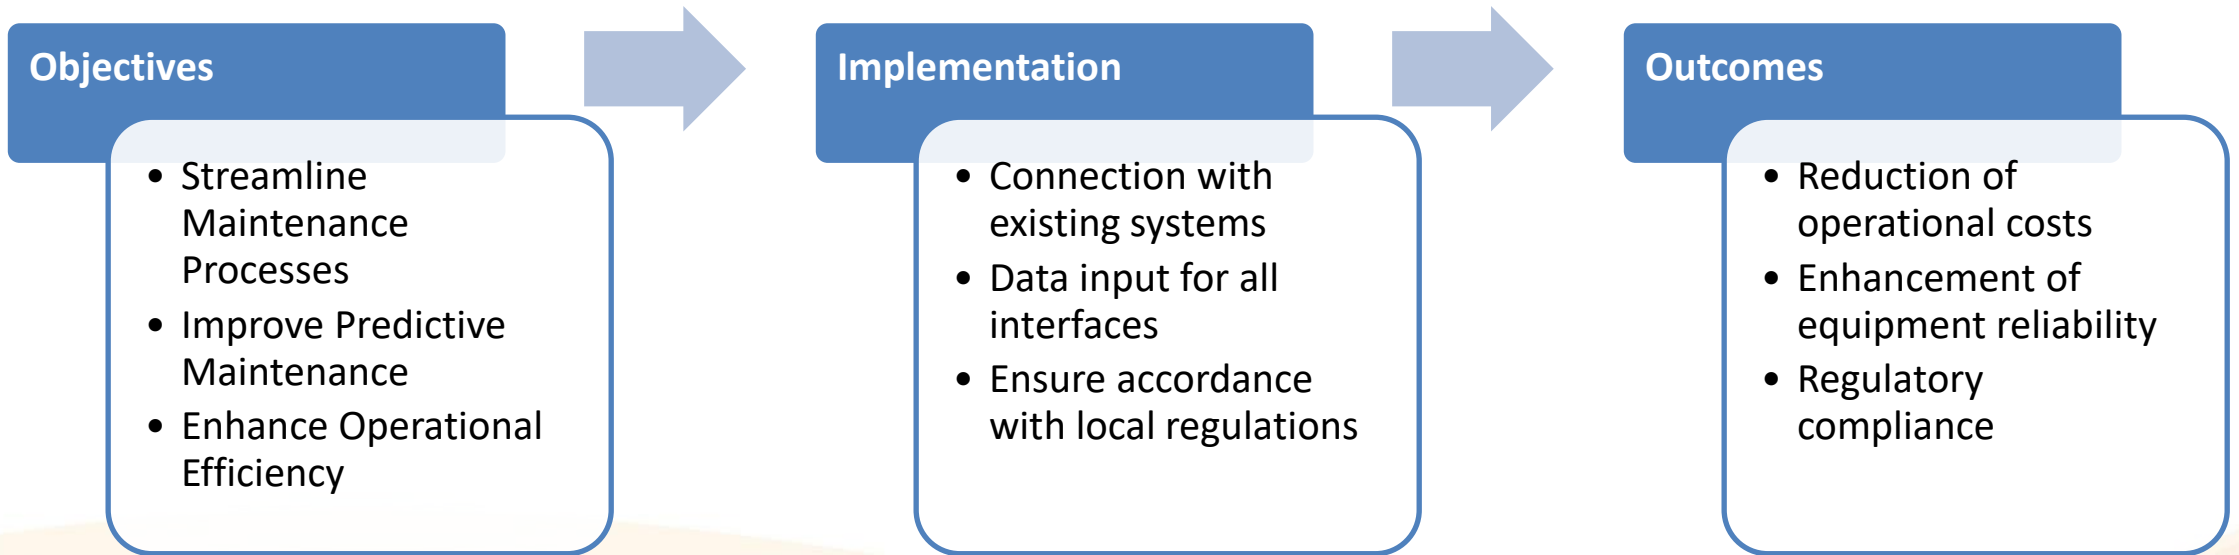 Objectives
• Streamline
Maintenance
Processes
• Improve Predictive
Maintenance
• Enhance Operational
Efficiency
Implementation
• Connection with
existing systems
• Data input for all
interfaces
• Ensure accordance
with local regulations
Outcomes
• Reduction of
operational costs
• Enhancement of
equipment reliability
• Regulatory
compliance